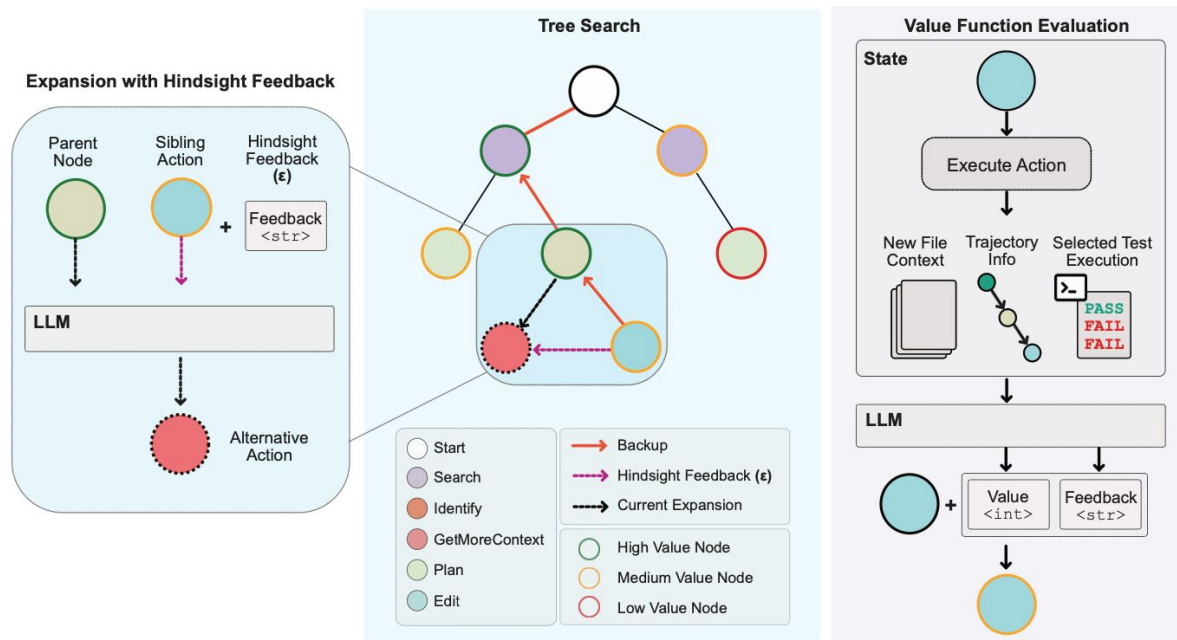 Expansion with Hindsight Feedback
Parent
Node
Sibling
Action
Hindsight
Feedback
(ε)
+
Feedback
<str>
LLM
Alternative
Action
Tree Search
Start
Search
Identify
GetMoreContext
Plan
Edit
Backup
Hindsight Feedback (ε)
Current Expansion
High Value Node
Medium Value Node
Low Value Node
Value Function Evaluation
State
Execute Action
New File
Context
Trajectory
Info
Selected Test
Execution
>_
PASS
FAIL
FAIL
LLM
+
Value
<int>
Feedback
<str>